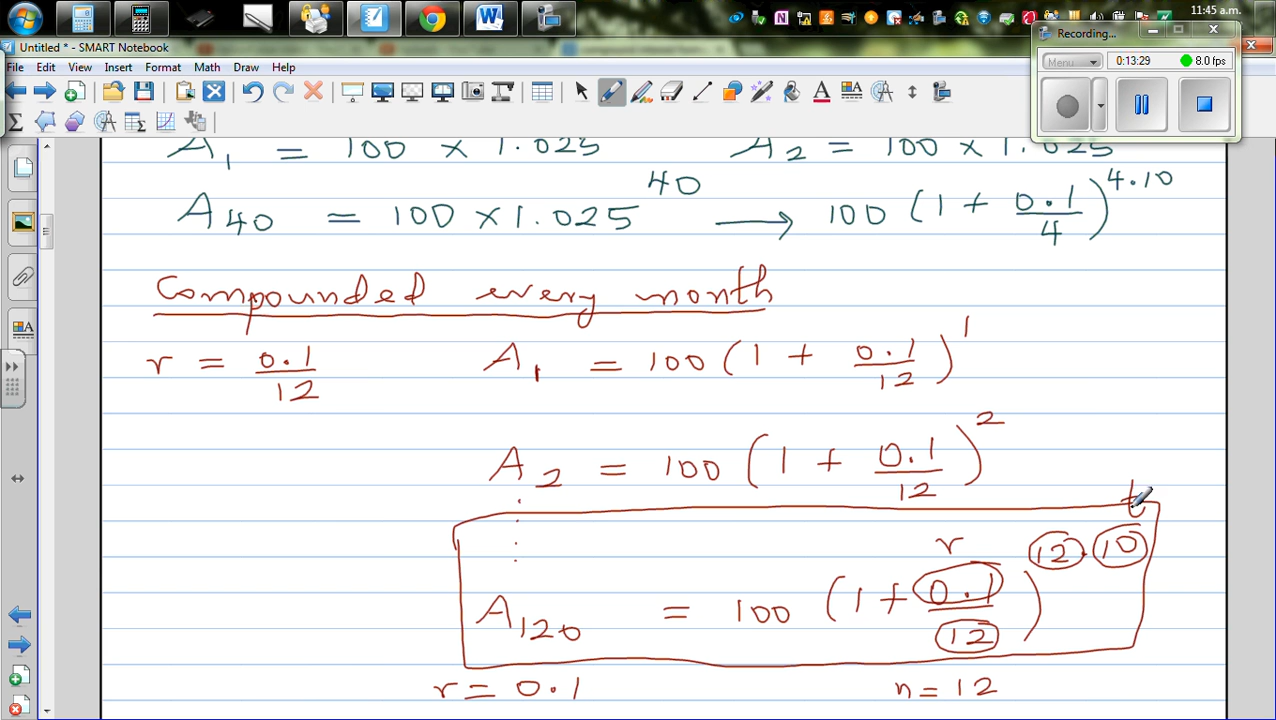 11:45 a.m.
Untitled * - SMART Notebook
Recording...
File Edit View Insert Format Math Draw Help
Menu 0:13:29 8.0 fps
A₁ = 100 × 1.025 A₂ = 100 × 1.025
A₄₀ = 100 × 1.025⁴⁰ → 100 (1 + 0.1/4)⁴·¹⁰
Compounded every month
r = 0.1/12 A₁ = 100 (1 + 0.1/12)¹
A₂ = 100 (1 + 0.1/12)²
t
r
A₁₂₀ = 100 (1 + 0.1/12)¹²·¹⁰
r = 0.1 n = 12